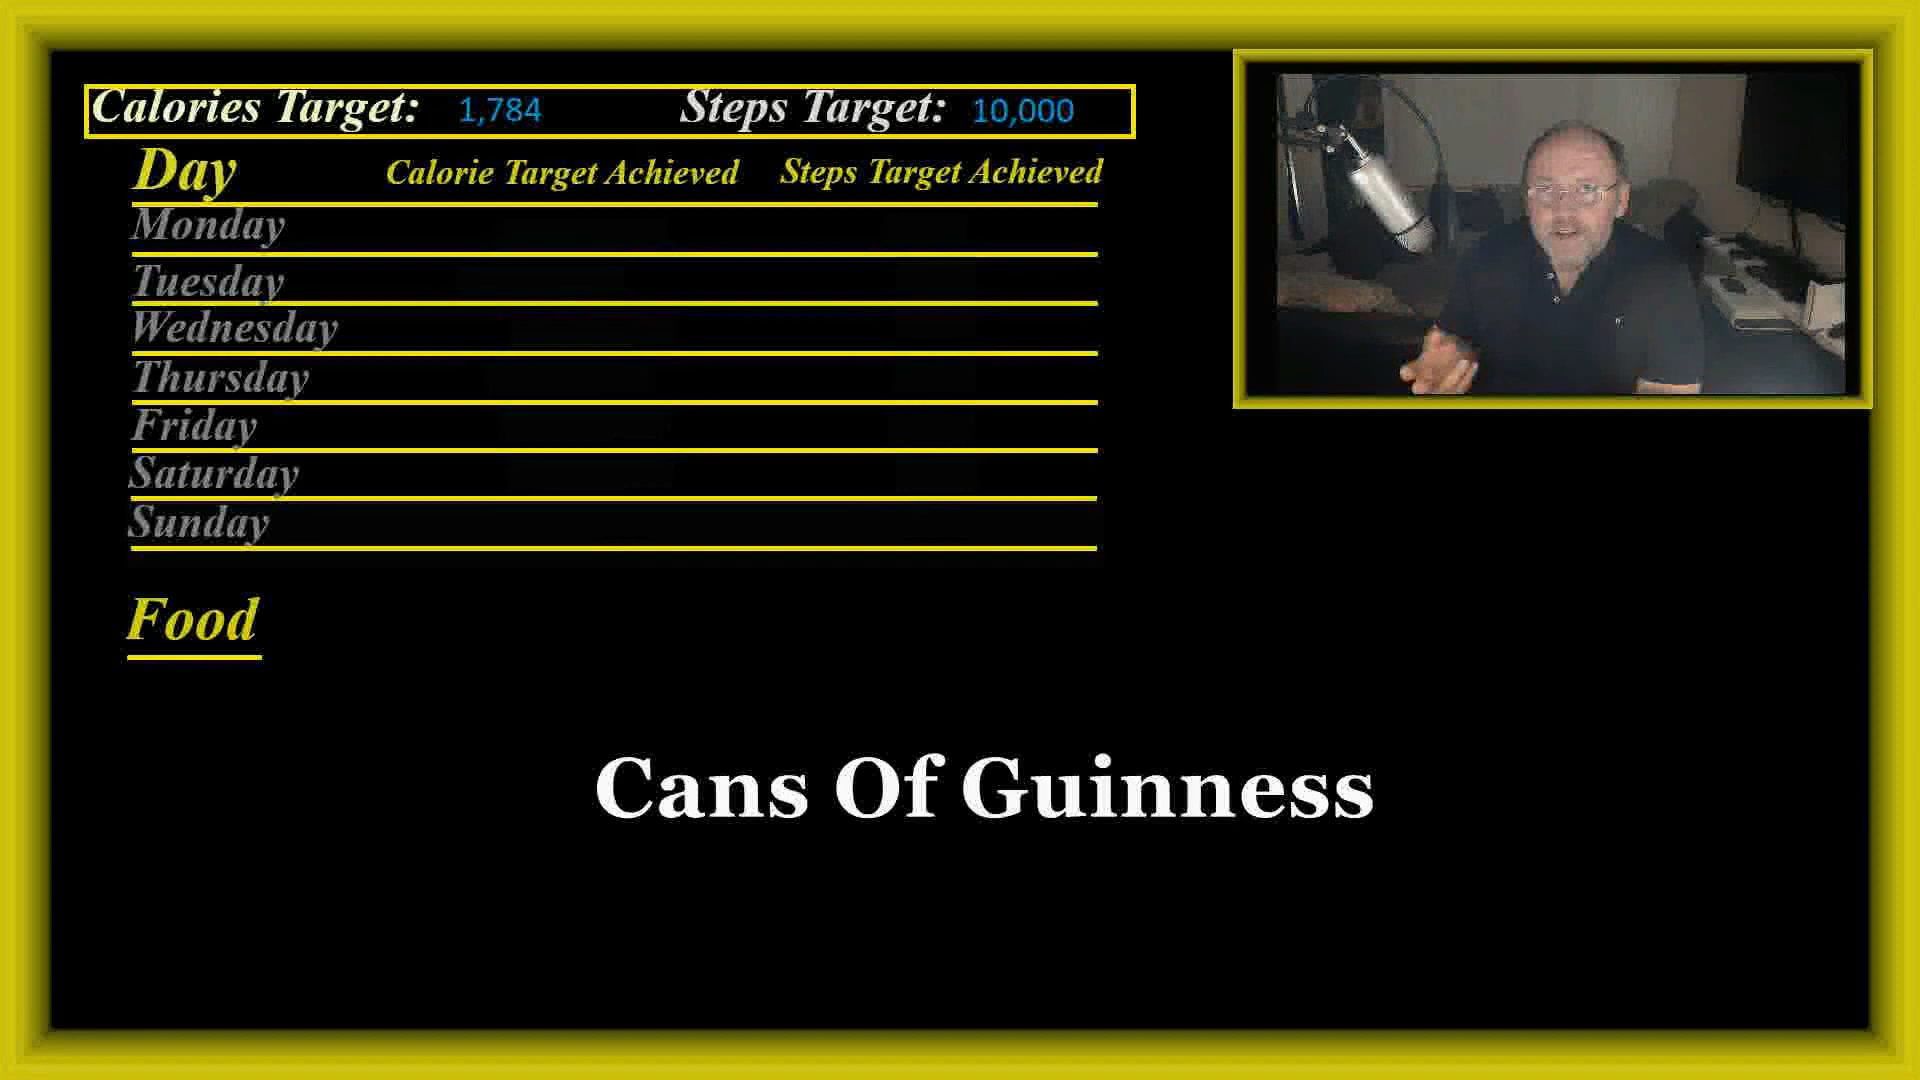 Calories Target: 1,784 Steps Target: 10,000
Day Calorie Target Achieved Steps Target Achieved
Monday
Tuesday
Wednesday
Thursday
Friday
Saturday
Sunday
Food
Cans Of Guinness